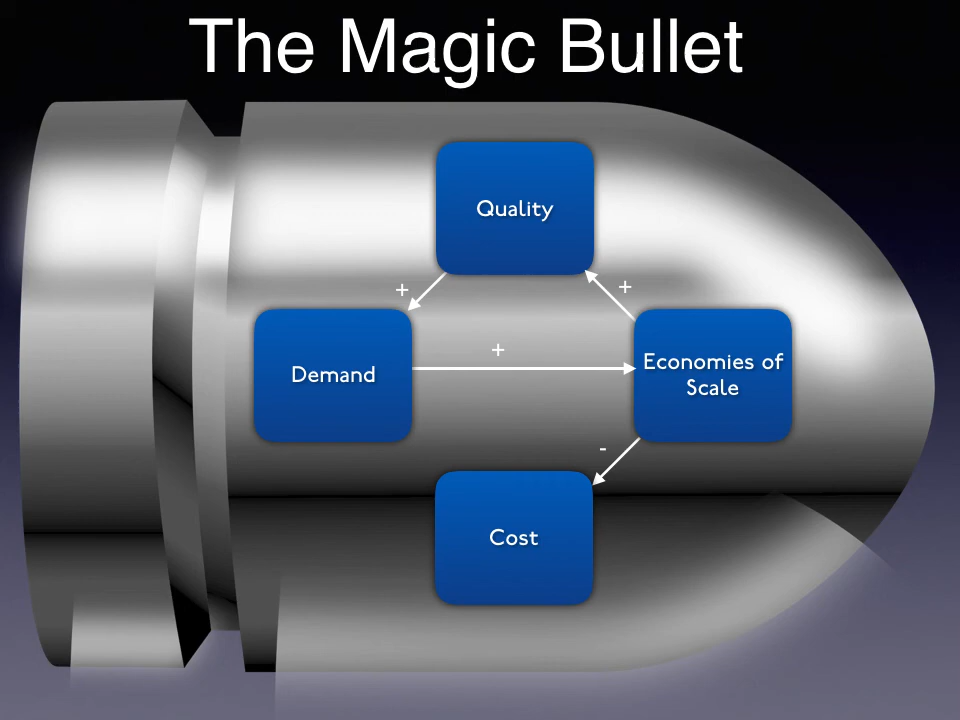 The Magic Bullet
Quality
+
+
+
Demand
Economies of
Scale
-
Cost